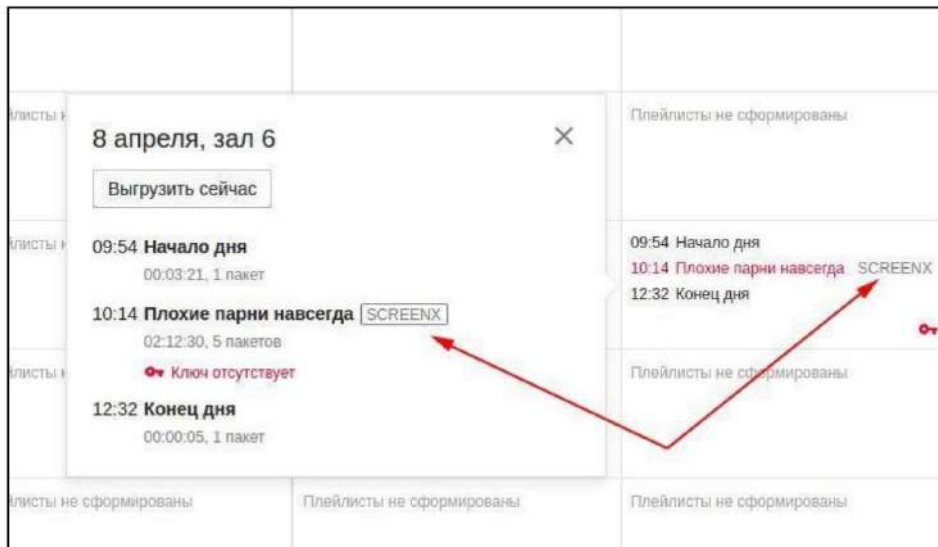 Плейлисты не сформированы
8 апреля, зал 6
Выгрузить сейчас
09:54 Начало дня
00:03:21, 1 пакет
10:14 Плохие парни навсегда SCREENX
02:12:30, 5 пакетов
Ключ отсутствует
12:32 Конец дня
00:00:05, 1 пакет
09:54 Начало дня
10:14 Плохие парни навсегда SCREENX
12:32 Конец дня
Плейлисты не сформированы
не сформированы
Плейлисты не сформированы
Плейлисты не сформированы